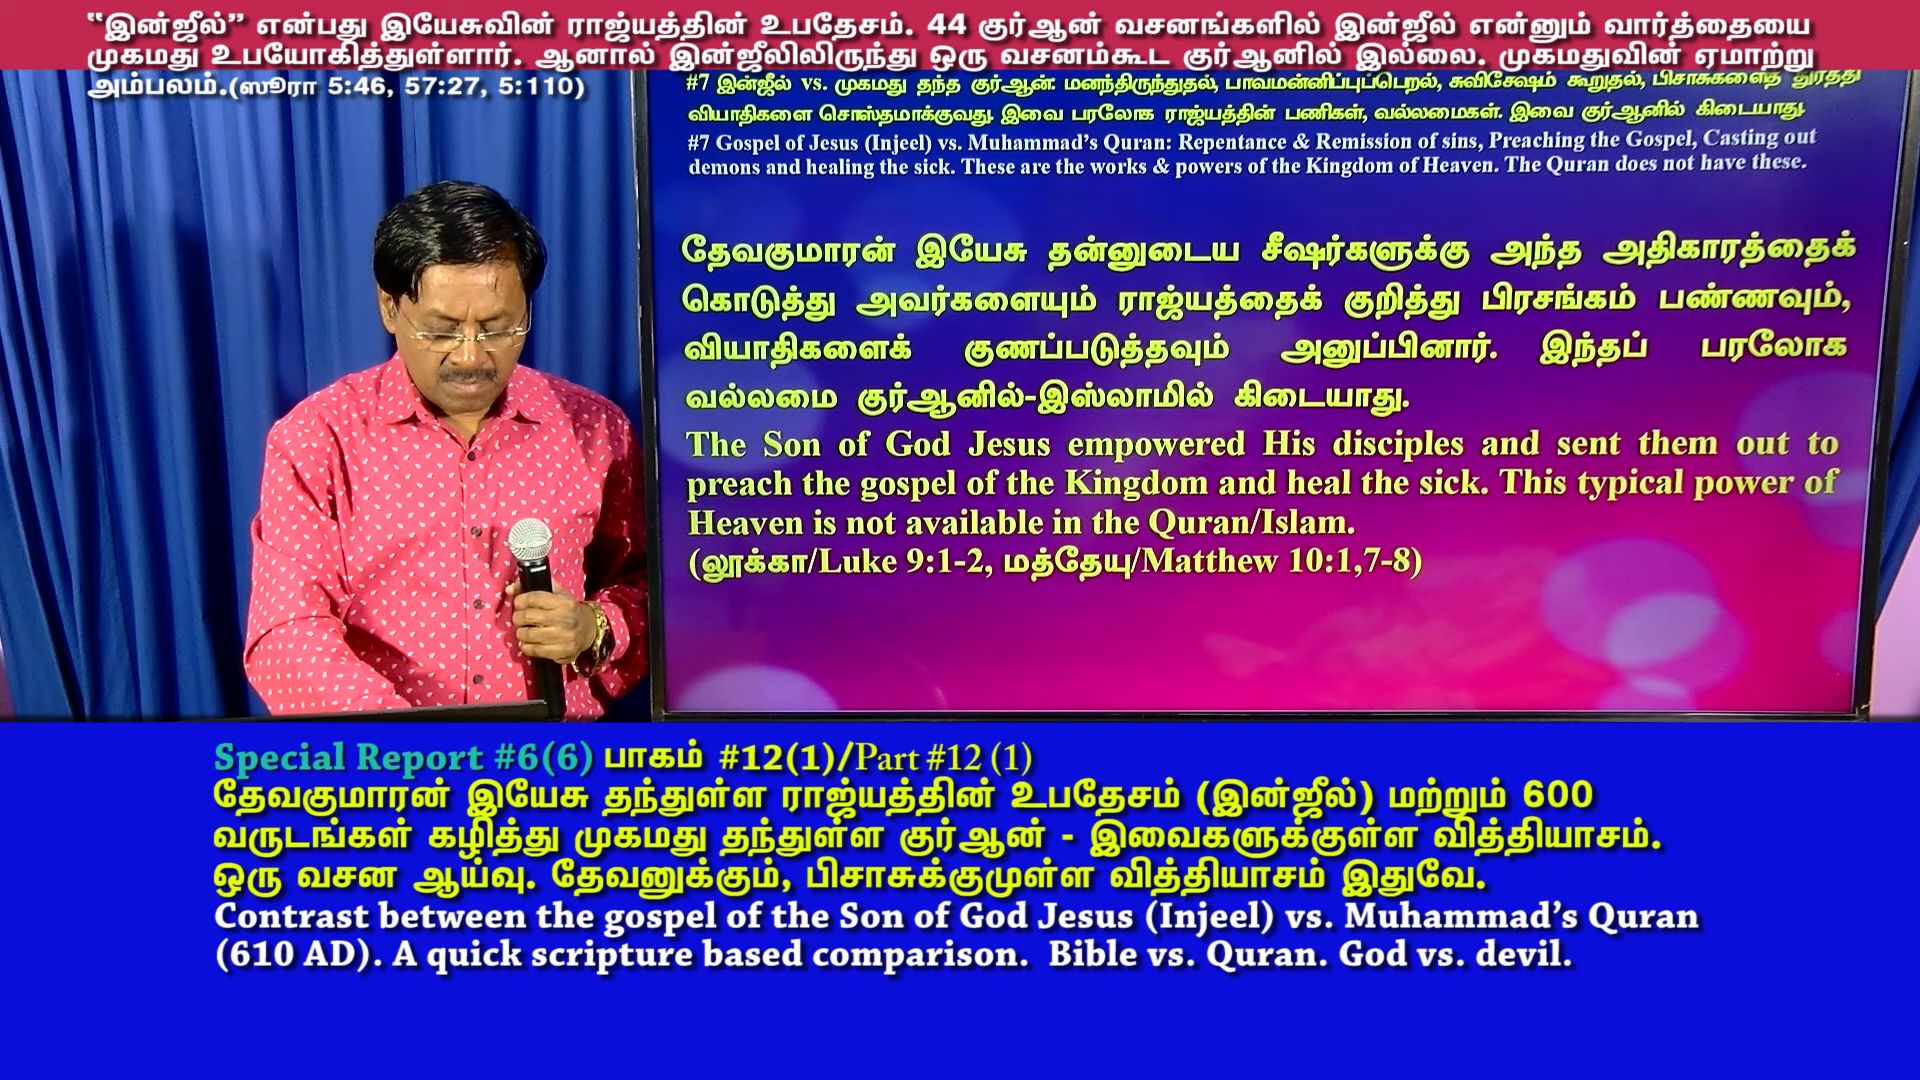 “இன்ஜீல்” என்பது இயேசுவின் ராஜ்யத்தின் உபதேசம். 44 குர்ஆன் வசனங்களில் இன்ஜீல் என்னும் வார்த்தையை
முகமது உபயோகித்துள்ளார். ஆனால் இன்ஜீலிலிருந்து ஒரு வசனம்கூட குர்ஆனில் இல்லை. முகமதுவின் ஏமாற்று
அம்பலம்.(ஸூரா 5:46, 57:27, 5:110)
#7 இன்ஜீல் vs. முகமது தந்த குர்ஆன்: மனந்திருந்துதல், பாவமன்னிப்புப்பெறல், சுவிசேஷம் கூறுதல், பிசாசுகளைத் துரத்தி
வியாதிகளை சொஸ்தமாக்குவது. இவை பரலோக ராஜ்யத்தின் பணிகள், வல்லமைகள். இவை குர்ஆனில் கிடையாது.
#7 Gospel of Jesus (Injeel) vs. Muhammad’s Quran: Repentance & Remission of sins, Preaching the Gospel, Casting out
demons and healing the sick. These are the works & powers of the Kingdom of Heaven. The Quran does not have these.
தேவகுமாரன் இயேசு தன்னுடைய சீஷர்களுக்கு அந்த அதிகாரத்தைக்
கொடுத்து அவர்களையும் ராஜ்யத்தைக் குறித்து பிரசங்கம் பண்ணவும்,
வியாதிகளைக் குணப்படுத்தவும் அனுப்பினார். இந்தப் பரலோக
வல்லமை குர்ஆனில்-இஸ்லாமில் கிடையாது.
The Son of God Jesus empowered His disciples and sent them out to
preach the gospel of the Kingdom and heal the sick. This typical power of
Heaven is not available in the Quran/Islam.
(லூக்கா/Luke 9:1-2, மத்தேயு/Matthew 10:1,7-8)
Special Report #6(6) பாகம் #12(1)/Part #12 (1)
தேவகுமாரன் இயேசு தந்துள்ள ராஜ்யத்தின் உபதேசம் (இன்ஜீல்) மற்றும் 600
வருடங்கள் கழித்து முகமது தந்துள்ள குர்ஆன் - இவைகளுக்குள்ள வித்தியாசம்.
ஒரு வசன ஆய்வு. தேவனுக்கும், பிசாசுக்குமுள்ள வித்தியாசம் இதுவே.
Contrast between the gospel of the Son of God Jesus (Injeel) vs. Muhammad’s Quran
(610 AD). A quick scripture based comparison. Bible vs. Quran. God vs. devil.